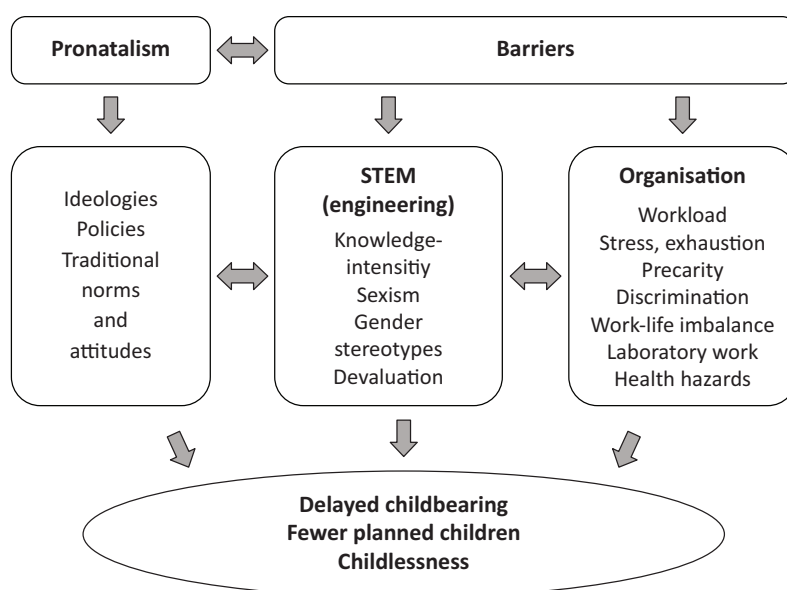 Pronatalism
Barriers
Ideologies
Policies
Traditional
norms
and
attitudes
STEM
(engineering)
Knowledge-
intensitiy
Sexism
Gender
stereotypes
Devaluation
Organisation
Workload
Stress, exhaustion
Precarity
Discrimination
Work-life imbalance
Laboratory work
Health hazards
Delayed childbearing
Fewer planned children
Childlessness